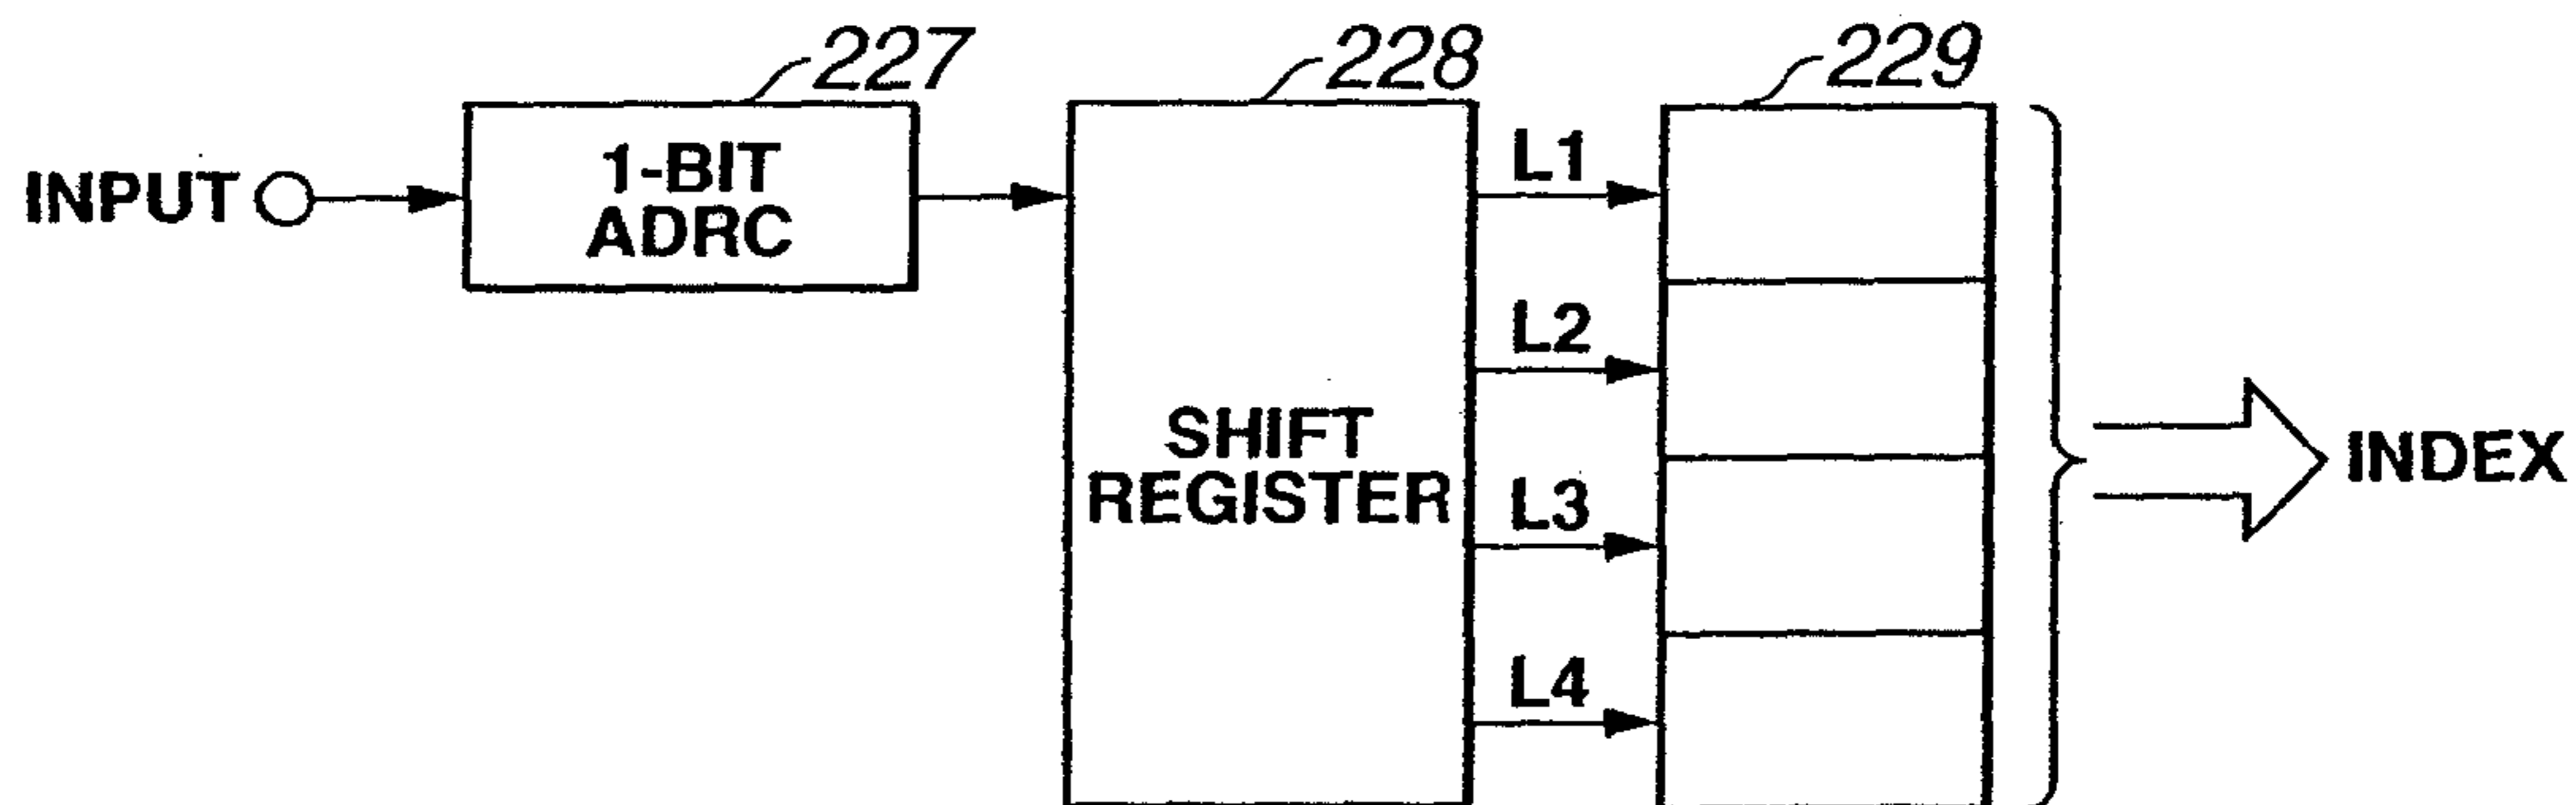 227
228
229
INPUT
1-BIT
ADRC
SHIFT
REGISTER
L1
L2
L3
L4
INDEX